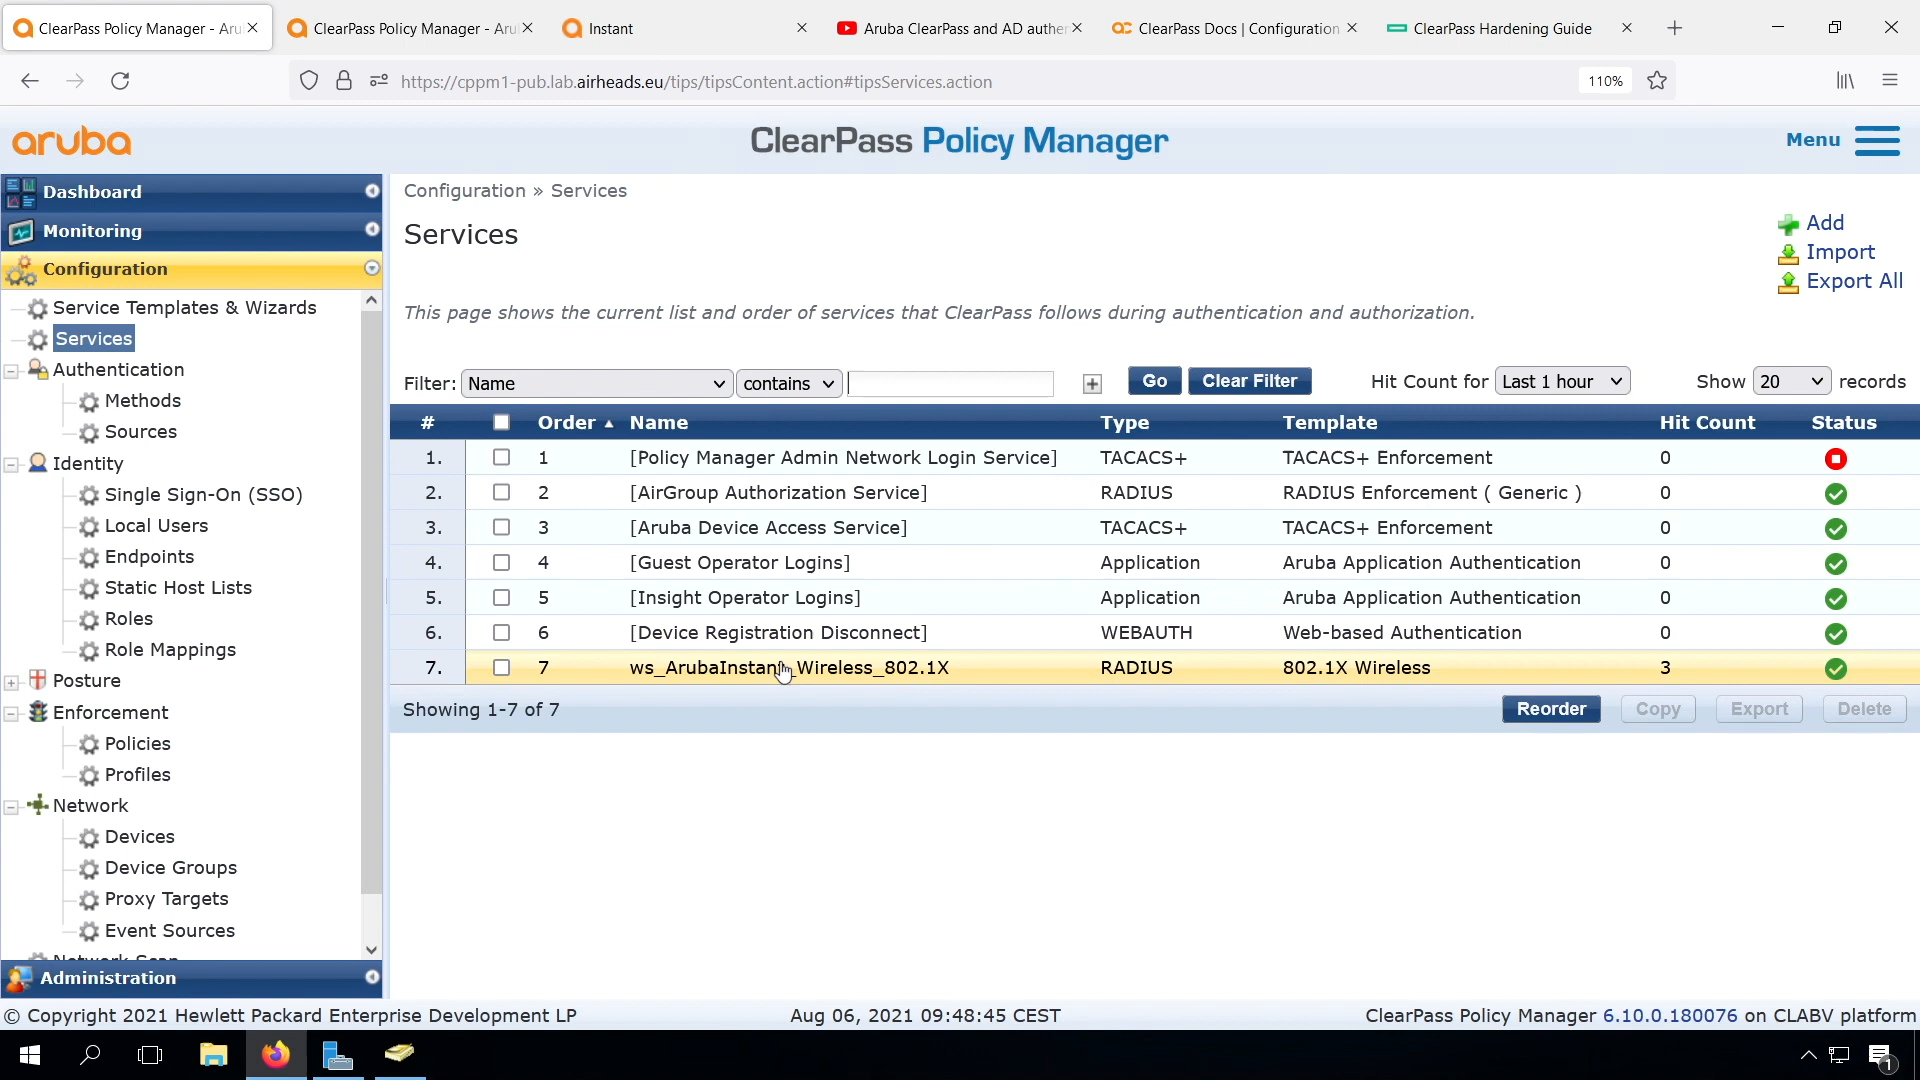 ClearPass Policy Manager - Aru
ClearPass Policy Manager - Aru
Instant
Aruba ClearPass and AD authe
ClearPass Docs | Configuration
ClearPass Hardening Guide
https://cppm1-pub.lab.airheads.eu/tips/tipsContent.action#tipsServices.action
110%
aruba
ClearPass Policy Manager
Menu
Dashboard
Monitoring
Configuration
Service Templates & Wizards
Services
Authentication
Methods
Sources
Identity
Single Sign-On (SSO)
Local Users
Endpoints
Static Host Lists
Roles
Role Mappings
Posture
Enforcement
Policies
Profiles
Network
Devices
Device Groups
Proxy Targets
Event Sources
Network Scan
Administration
Configuration » Services
Services
Add
Import
Export All
This page shows the current list and order of services that ClearPass follows during authentication and authorization.
Filter: Name contains Go Clear Filter Hit Count for Last 1 hour Show 20 records
# Order Name Type Template Hit Count Status
1. 1 [Policy Manager Admin Network Login Service] TACACS+ TACACS+ Enforcement 0
2. 2 [AirGroup Authorization Service] RADIUS RADIUS Enforcement ( Generic ) 0
3. 3 [Aruba Device Access Service] TACACS+ TACACS+ Enforcement 0
4. 4 [Guest Operator Logins] Application Aruba Application Authentication 0
5. 5 [Insight Operator Logins] Application Aruba Application Authentication 0
6. 6 [Device Registration Disconnect] WEBAUTH Web-based Authentication 0
7. 7 ws_ArubaInstant_Wireless_802.1X RADIUS 802.1X Wireless 3
Showing 1-7 of 7
Reorder Copy Export Delete
© Copyright 2021 Hewlett Packard Enterprise Development LP
Aug 06, 2021 09:48:45 CEST
ClearPass Policy Manager 6.10.0.180076 on CLABV platform
1